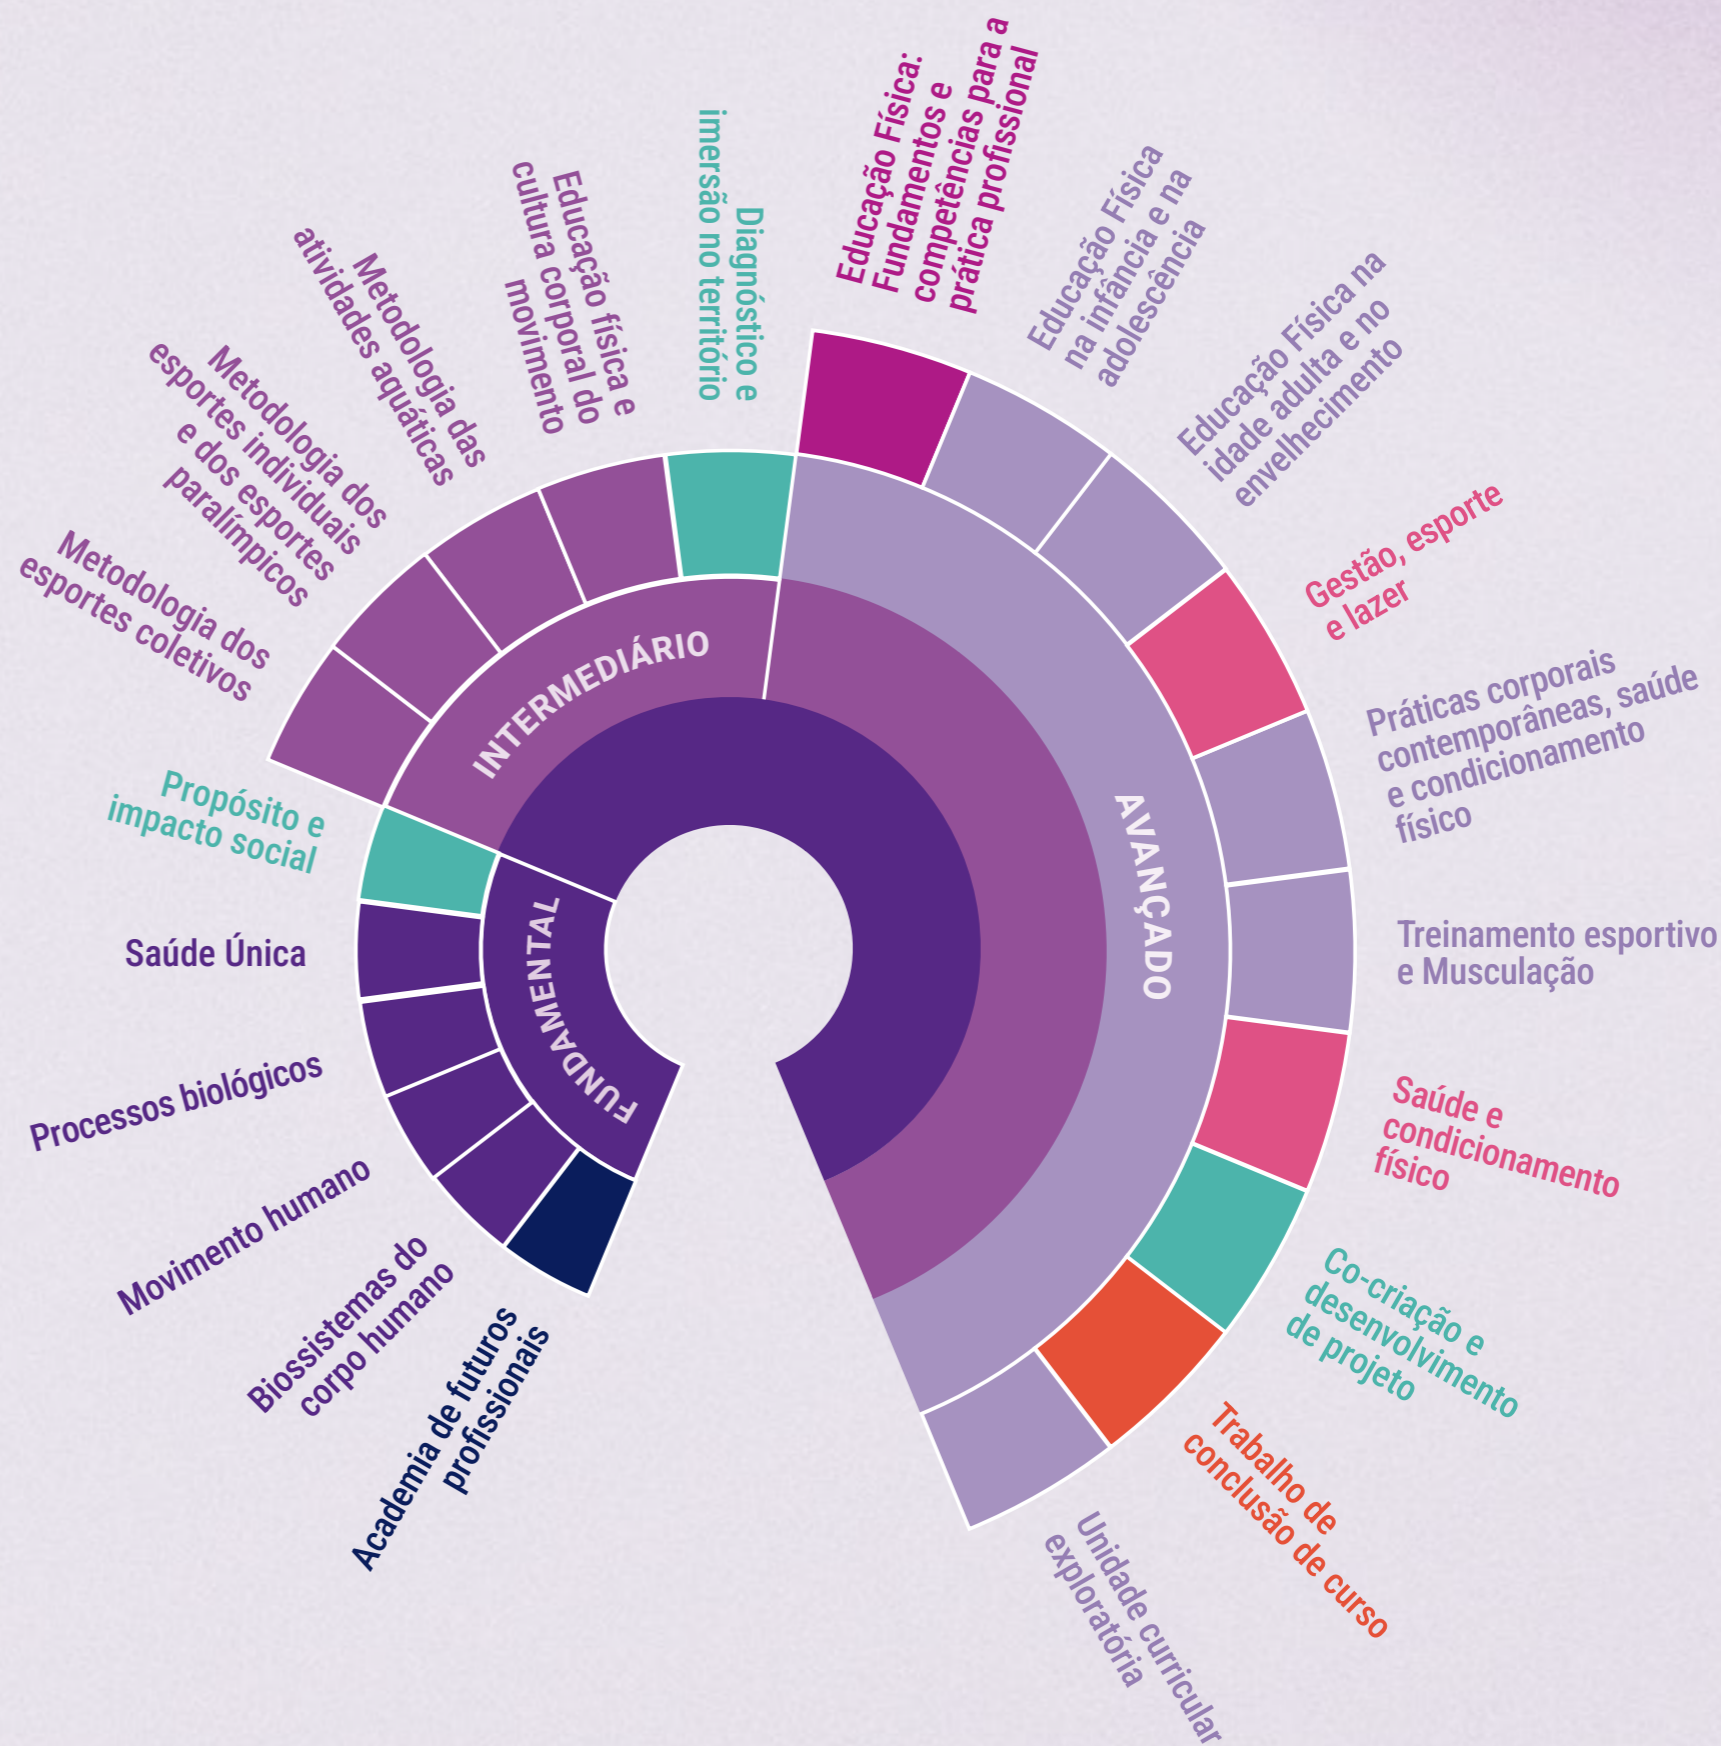 Academia de futuros
profissionais
Biossistemas do
corpo humano
Movimento humano
Processos biológicos
Saúde Única
Propósito e
impacto social
FUNDAMENTAL
Metodologia dos
esportes coletivos
Metodologia dos
esportes individuais
e dos esportes
paralímpicos
Metodologia das
atividades aquáticas
Educação física e
cultura corporal do
movimento
Diagnóstico e
imersão no território
INTERMEDIÁRIO
Educação Física:
Fundamentos e
competências para a
prática profissional
Educação Física
na infância e na
adolescência
Educação Física na
idade adulta e no
envelhecimento
Gestão, esporte
e lazer
Práticas corporais
contemporâneas, saúde
e condicionamento
físico
Treinamento esportivo
e Musculação
Saúde e
condicionamento
físico
Co-criação e
desenvolvimento
de projeto
Trabalho de
conclusão de curso
Unidade curricular
exploratória
AVANÇADO